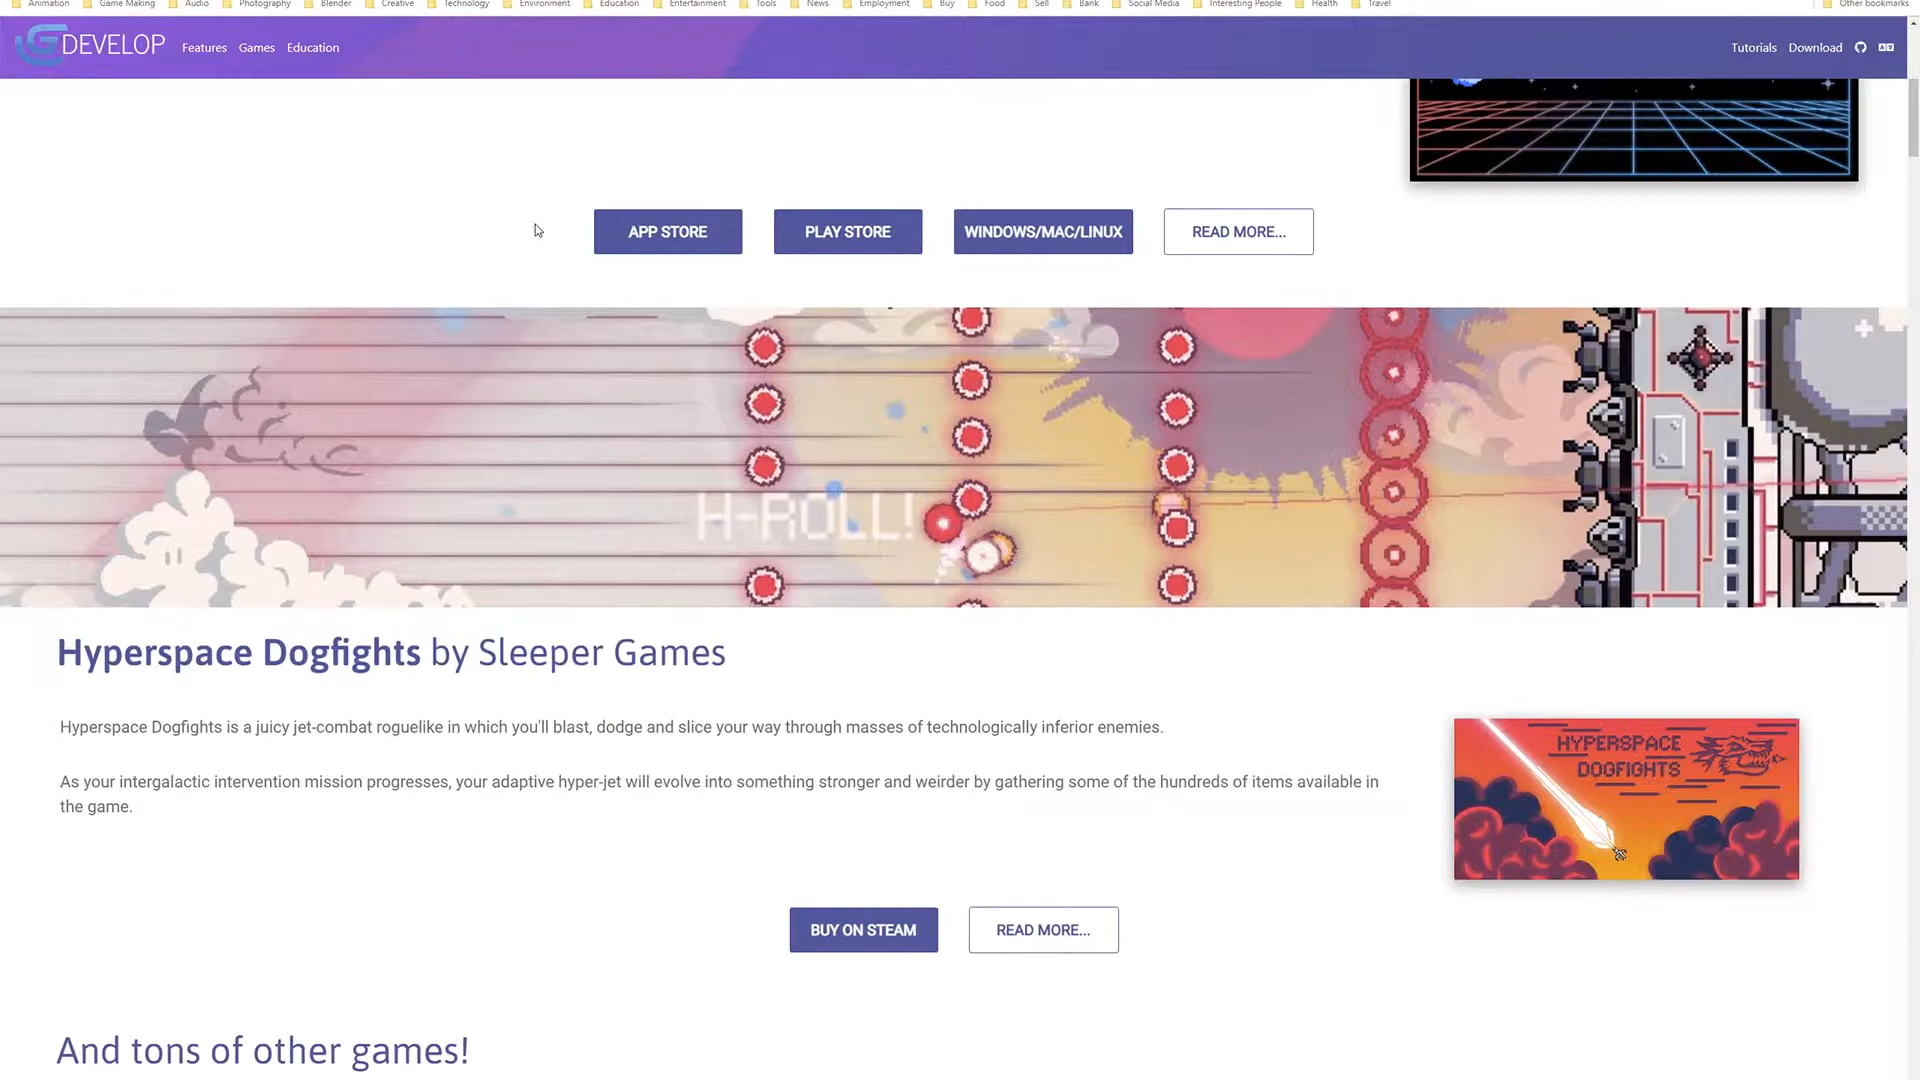 Animation Game Making Audio Photography Blender Creative Technology Environment Education Entertainment Tools News Employment Buy Food Sell Bank Social Media Interesting People Health Travel Other bookmarks
GDEVELOP Features Games Education Tutorials Download
APP STORE PLAY STORE WINDOWS/MAC/LINUX READ MORE...
H-ROLL!
Hyperspace Dogfights by Sleeper Games
Hyperspace Dogfights is a juicy jet-combat roguelike in which you'll blast, dodge and slice your way through masses of technologically inferior enemies.
As your intergalactic intervention mission progresses, your adaptive hyper-jet will evolve into something stronger and weirder by gathering some of the hundreds of items available in
the game.
HYPERSPACE
DOGFIGHTS
BUY ON STEAM READ MORE...
And tons of other games!